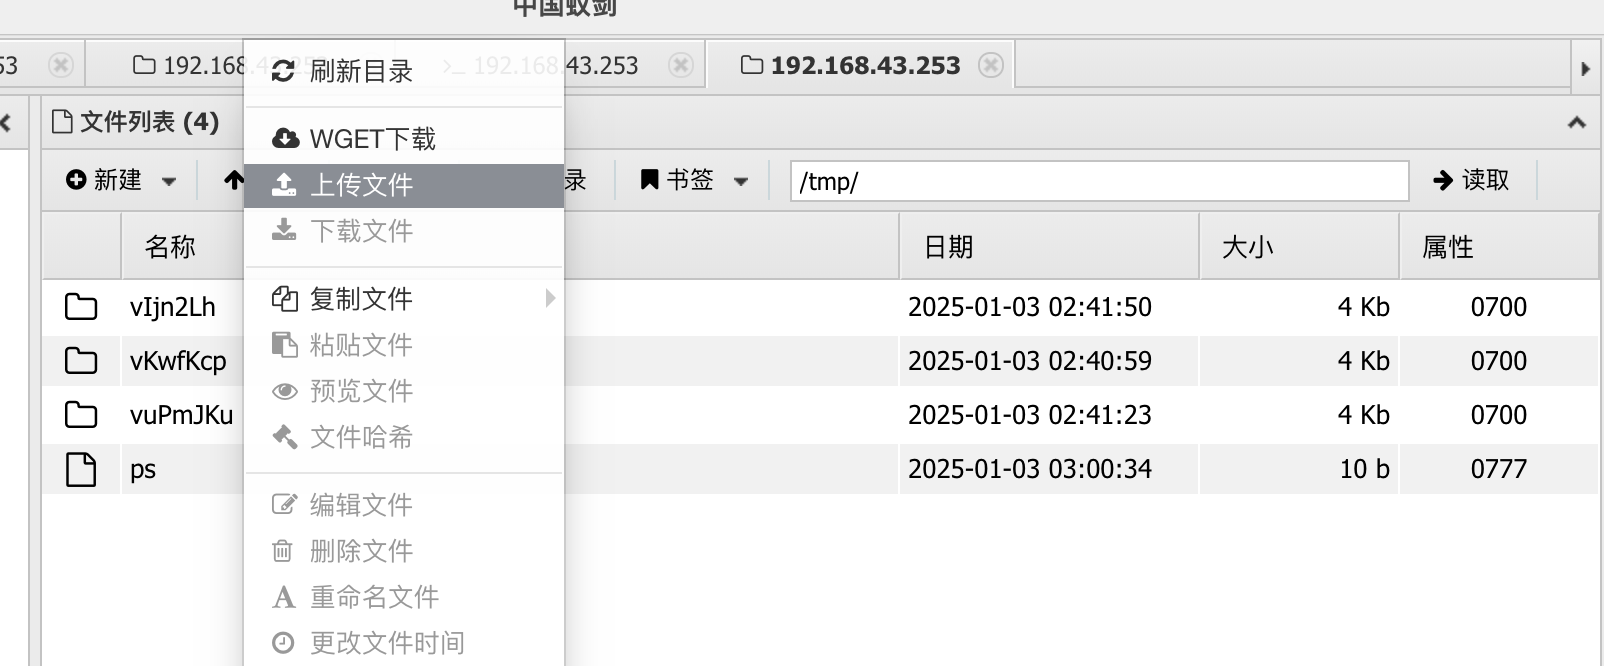 中国蚁剑
53 192.168.43.253 192.168.43.253 192.168.43.253
文件列表 (4)
新建 录 书签 /tmp/ 读取
名称 日期 大小 属性
vIjn2Lh 2025-01-03 02:41:50 4 Kb 0700
vKwfKcp 2025-01-03 02:40:59 4 Kb 0700
vuPmJKu 2025-01-03 02:41:23 4 Kb 0700
ps 2025-01-03 03:00:34 10 b 0777
刷新目录
WGET下载
上传文件
下载文件
复制文件
粘贴文件
预览文件
文件哈希
编辑文件
删除文件
重命名文件
更改文件时间